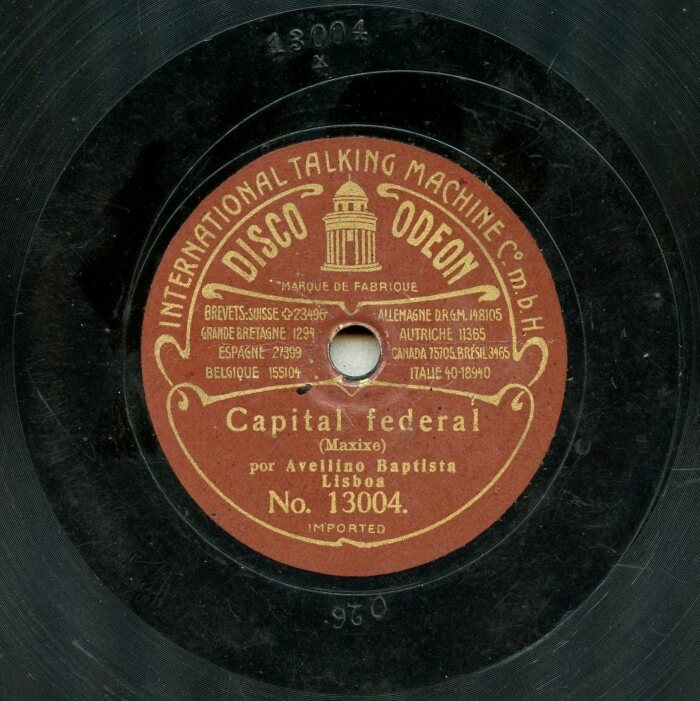 13004
x
INTERNATIONAL TALKING MACHINE Co. m.b.H.
DISCO ODEON
MARQUE DE FABRIQUE
BREVETS: SUISSE ✥ 23496 ALLEMAGNE D.R.G.M. 148105
GRANDE BRETAGNE 1294 AUTRICHE 11365
ESPAGNE 27399 CANADA 75705. BRÉSIL 3465
BELGIQUE 155104 ITALIE 40-18940
Capital federal
(Maxixe)
por Avellino Baptista
Lisboa
No. 13004.
IMPORTED
O 26